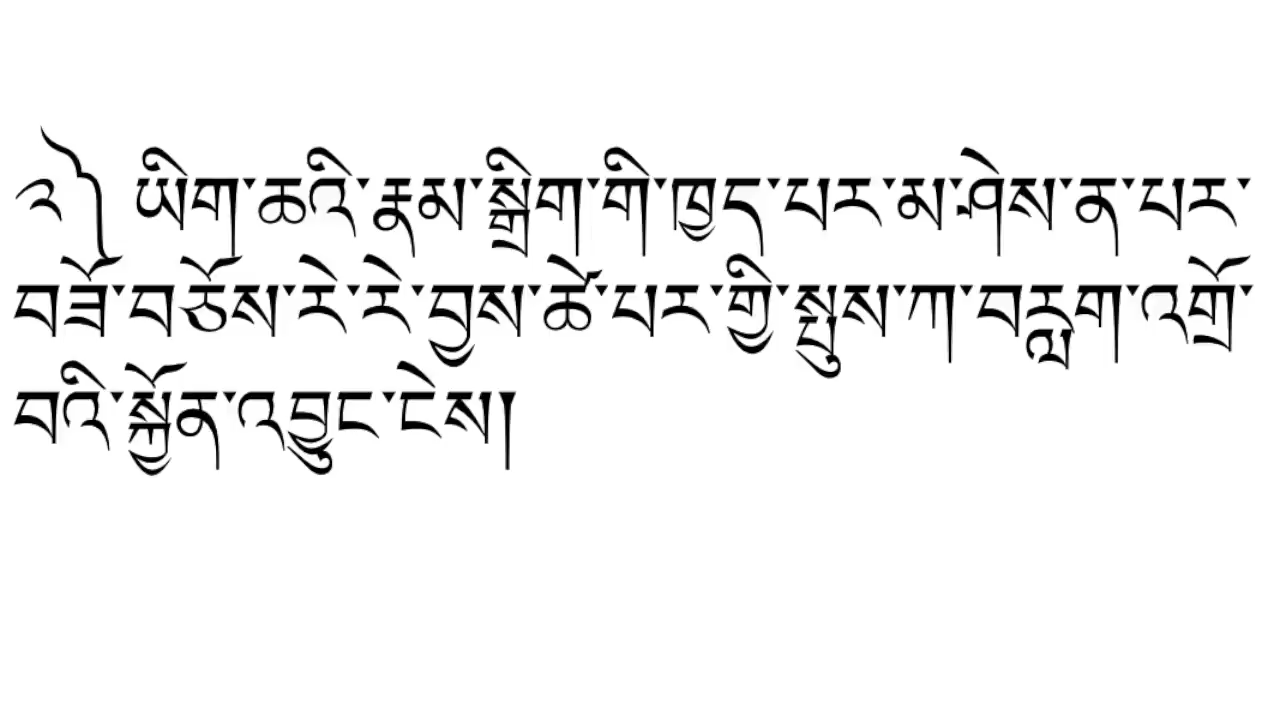 ༢༽ ཡིག་ཆའི་རྣམ་སྒྲིག་གི་ཁྱད་པར་མ་ཤེས་ན་པར་
བཟོ་བཅོས་རེ་རེ་བྱས་ཚེ་པར་གྱི་སྤུས་ཀ་བརླག་འགྲོ་
བའི་སྐྱོན་འབྱུང་ངེས།